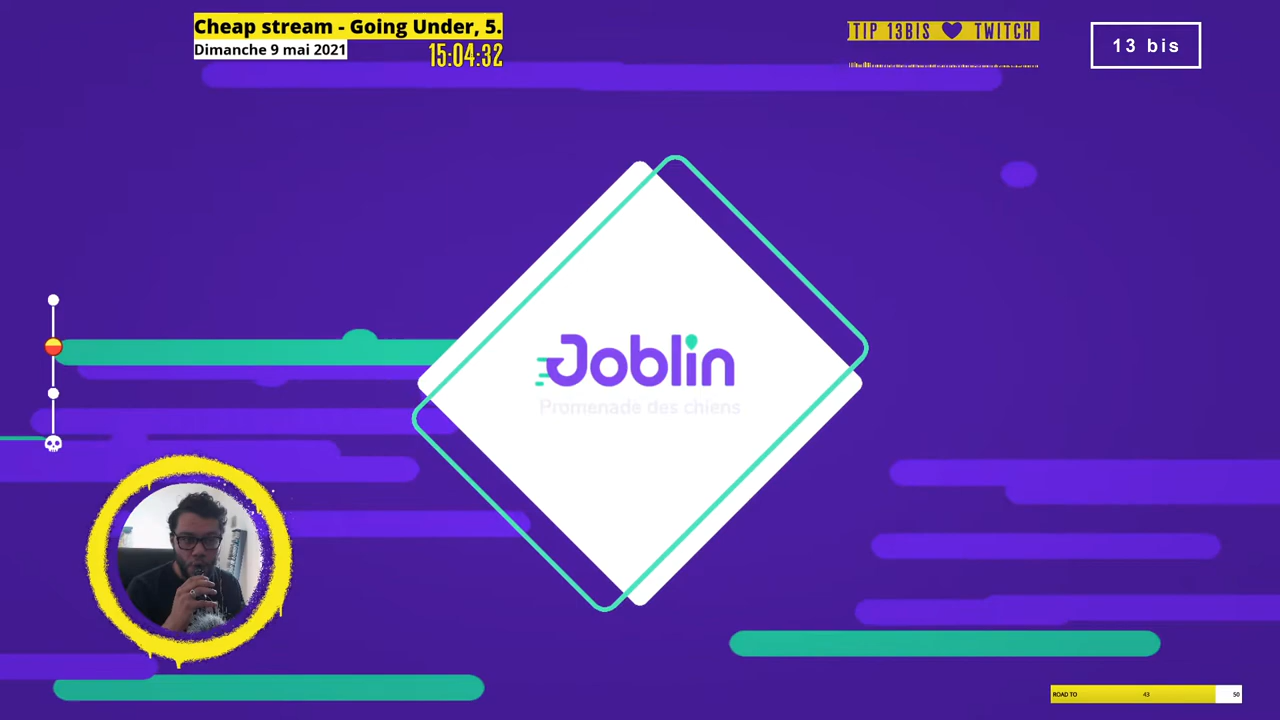 Cheap stream - Going Under, 5.
Dimanche 9 mai 2021
15:04:32
TIP 13BIS TWITCH
13 bis
Joblin
Promenade des chiens
ROAD TO 43 50